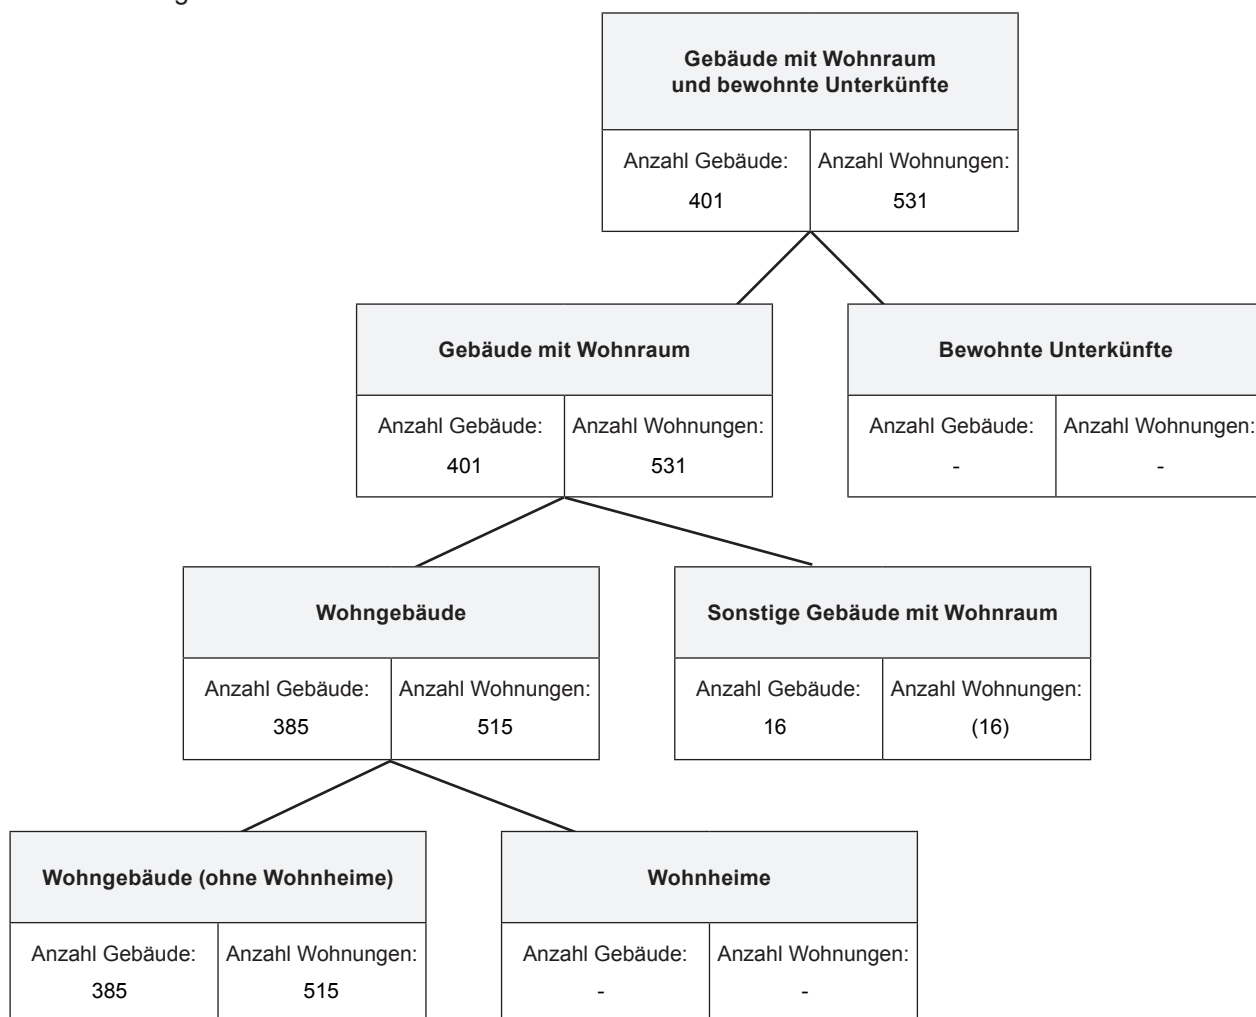 Gebäude mit Wohnraum
und bewohnte Unterkünfte
Anzahl Gebäude: Anzahl Wohnungen:
401 531
Gebäude mit Wohnraum
Anzahl Gebäude: Anzahl Wohnungen:
401 531
Bewohnte Unterkünfte
Anzahl Gebäude: Anzahl Wohnungen:
- -
Wohngebäude
Anzahl Gebäude: Anzahl Wohnungen:
385 515
Sonstige Gebäude mit Wohnraum
Anzahl Gebäude: Anzahl Wohnungen:
16 (16)
Wohngebäude (ohne Wohnheime)
Anzahl Gebäude: Anzahl Wohnungen:
385 515
Wohnheime
Anzahl Gebäude: Anzahl Wohnungen:
- -